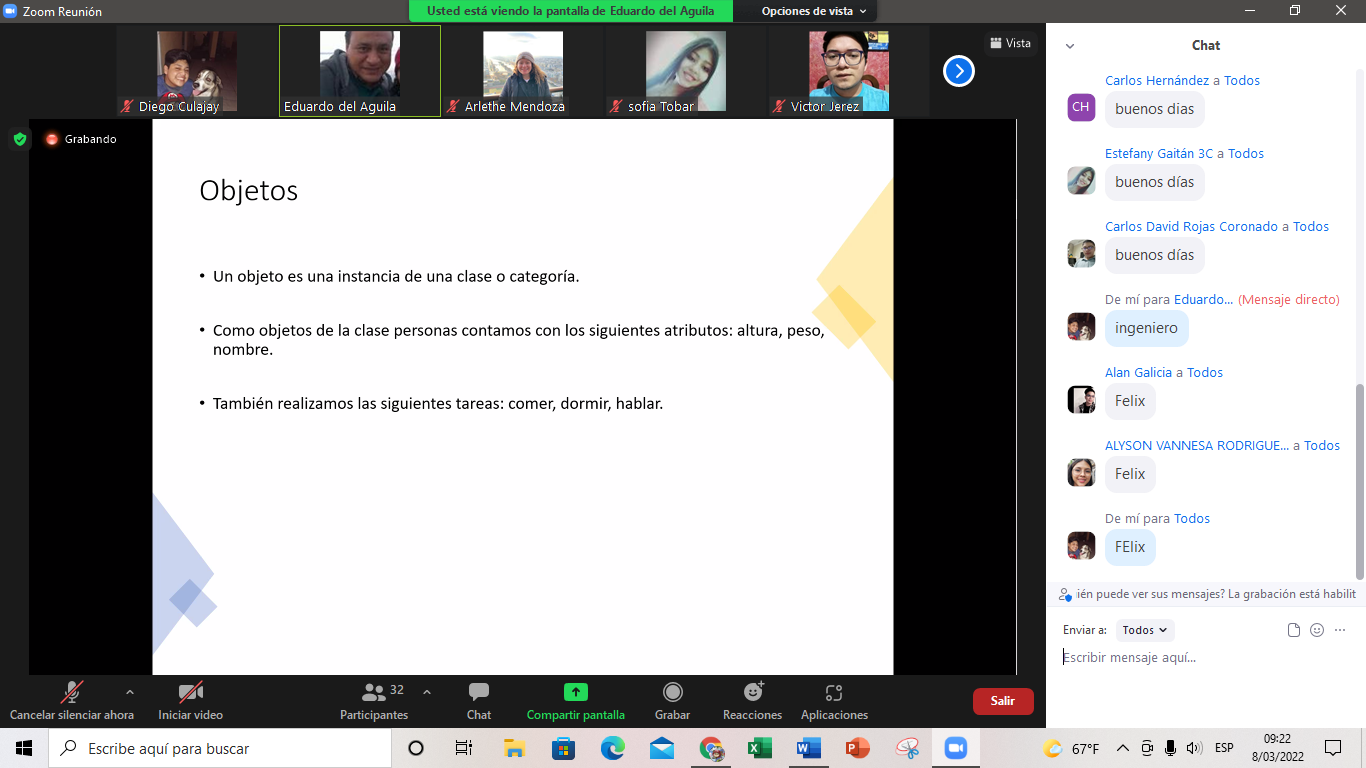 Zoom Reunión
Usted está viendo la pantalla de Eduardo del Aguila
Opciones de vista
Diego Culajay
Eduardo del Aguila
Arlethe Mendoza
sofia Tobar
Victor Jerez
Vista
Grabando
Objetos
• Un objeto es una instancia de una clase o categoría.
• Como objetos de la clase personas contamos con los siguientes atributos: altura, peso,
nombre.
• También realizamos las siguientes tareas: comer, dormir, hablar.
Chat
Carlos Hernández a Todos
CH
buenos dias
Estefany Gaitán 3C a Todos
buenos días
Carlos David Rojas Coronado a Todos
buenos días
De mí para Eduardo... (Mensaje directo)
ingeniero
Alan Galicia a Todos
Felix
ALYSON VANNESA RODRIGUE... a Todos
Felix
De mí para Todos
FElix
ién puede ver sus mensajes? La grabación está habilit
Enviar a: Todos
Escribir mensaje aquí...
Cancelar silenciar ahora
Iniciar video
32
Participantes
Chat
Compartir pantalla
Grabar
Reacciones
Aplicaciones
Salir
Escribe aquí para buscar
67°F
ESP
09:22
8/03/2022